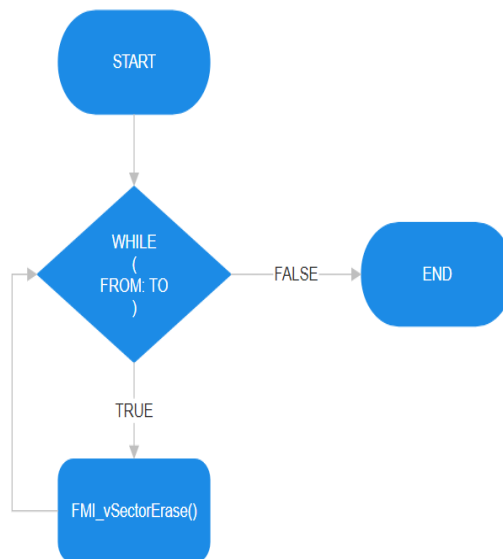 START
WHILE
(
FROM: TO
)
FALSE
END
TRUE
FMI_vSectorErase()